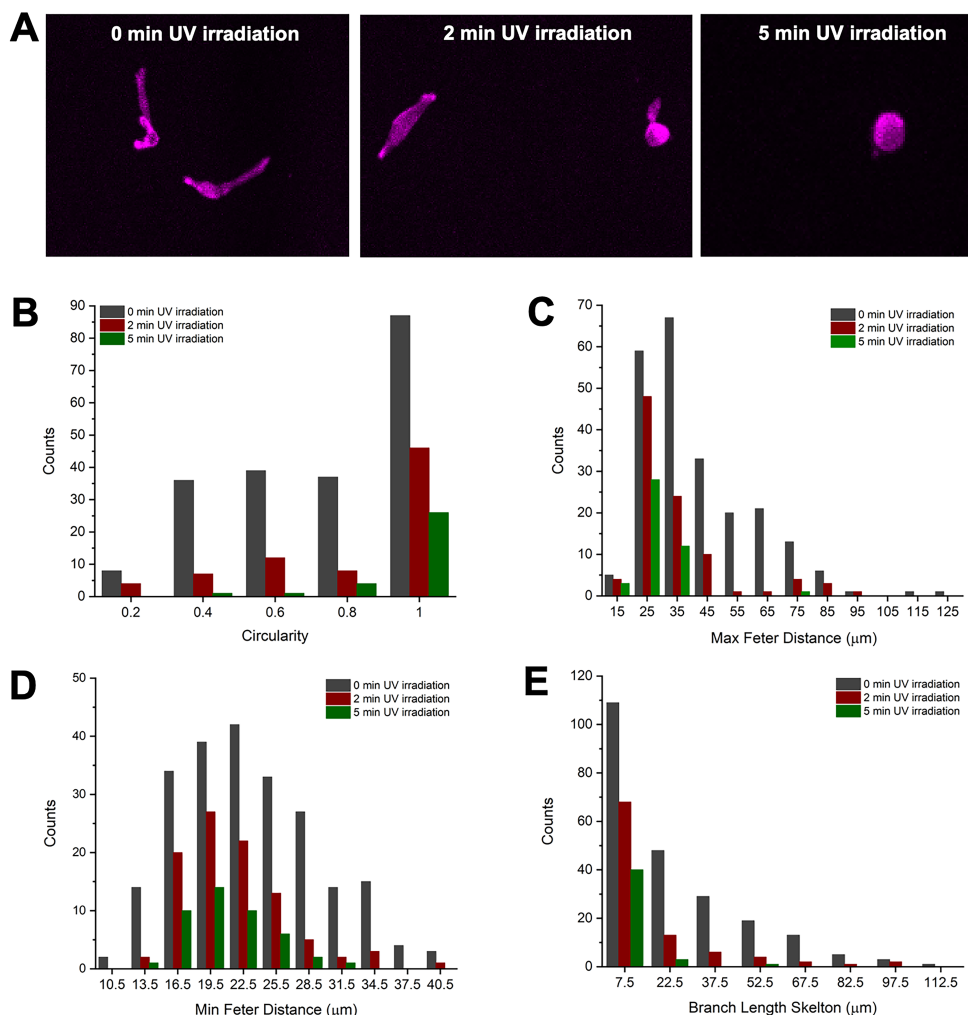 A
0 min UV irradiation
2 min UV irradiation
5 min UV irradiation
B
90
80
70
60
50
40
30
20
10
0
Counts
0 min UV irradiation
2 min UV irradiation
5 min UV irradiation
0.2 0.4 0.6 0.8 1
Circularity
C
70
60
50
40
30
20
10
0
Counts
0 min UV irradiation
2 min UV irradiation
5 min UV irradiation
15 25 35 45 55 65 75 85 95 105 115 125
Max Feter Distance (μm)
D
50
40
30
20
10
0
Counts
0 min UV irradiation
2 min UV irradiation
5 min UV irradiation
10.5 13.5 16.5 19.5 22.5 25.5 28.5 31.5 34.5 37.5 40.5
Min Feter Distance (μm)
E
120
100
80
60
40
20
0
Counts
0 min UV irradiation
2 min UV irradiation
5 min UV irradiation
7.5 22.5 37.5 52.5 67.5 82.5 97.5 112.5
Branch Length Skelton (μm)